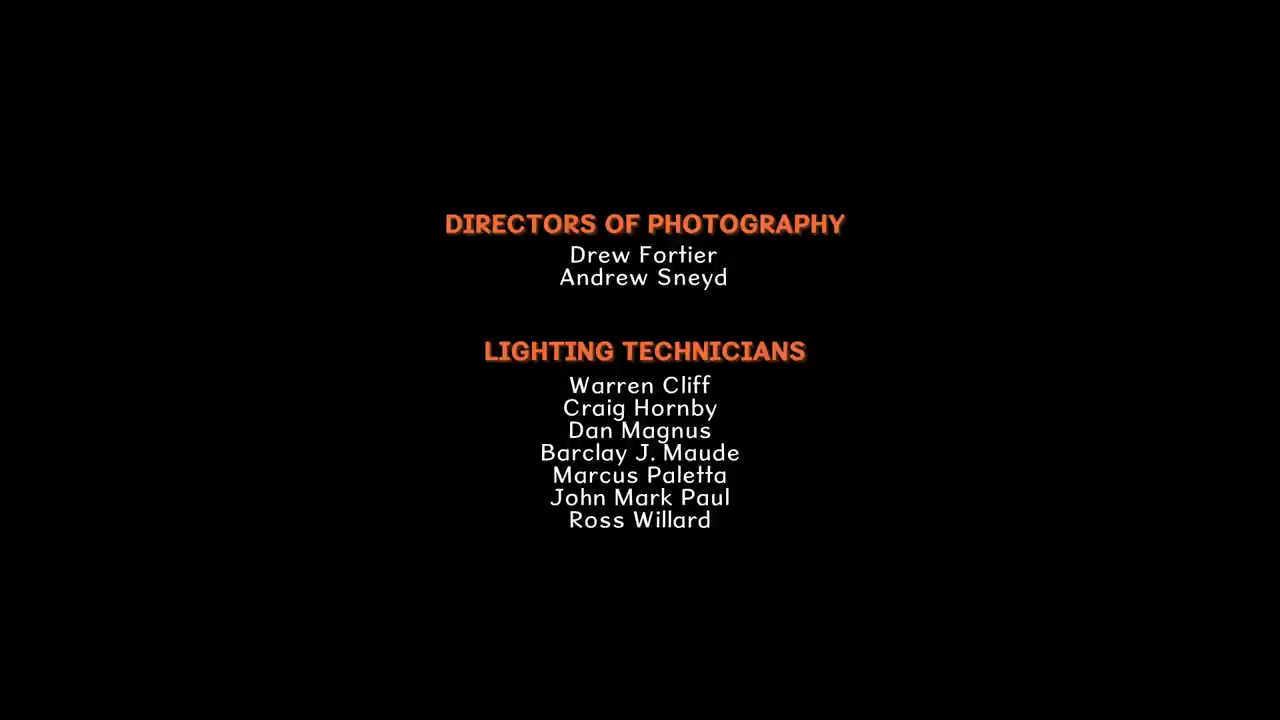 DIRECTORS OF PHOTOGRAPHY
Drew Fortier
Andrew Sneyd
LIGHTING TECHNICIANS
Warren Cliff
Craig Hornby
Dan Magnus
Barclay J. Maude
Marcus Paletta
John Mark Paul
Ross Willard